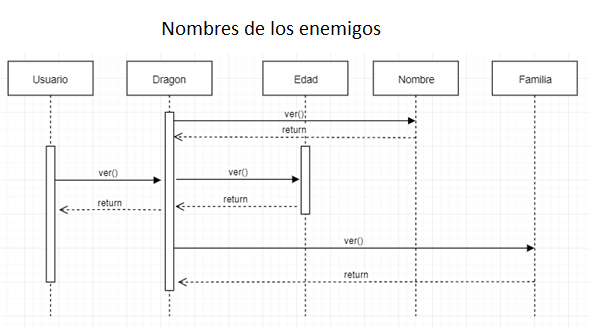 Nombres de los enemigos
Usuario
Dragon
Edad
Nombre
Familia
ver()
return
ver()
ver()
return
return
ver()
return